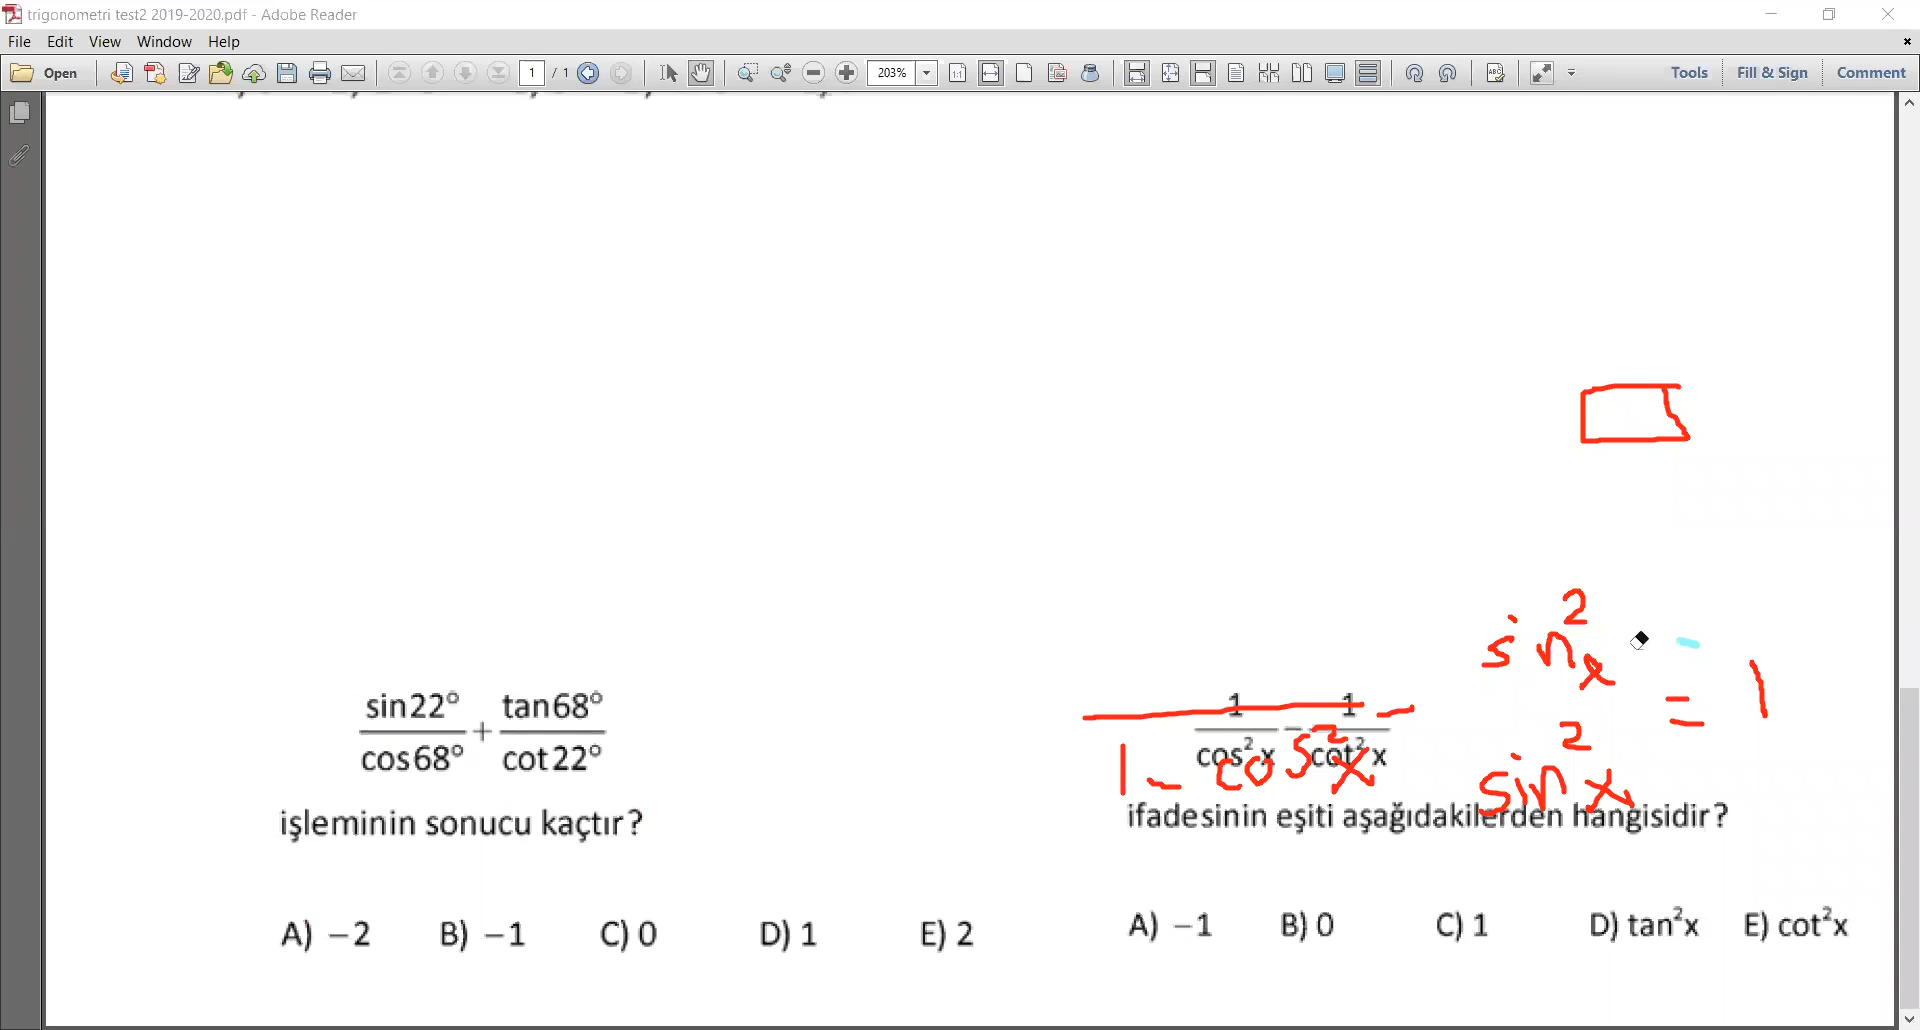 trigonometri test2 2019-2020.pdf - Adobe Reader
File Edit View Window Help
Open 1 / 1 203% Tools Fill & Sign Comment
sin²x
= 1
sin²x
1 - cos²x
sin22° / cos68° + tan68° / cot22°
işleminin sonucu kaçtır?
A) −2 B) −1 C) 0 D) 1 E) 2
1 / cos²x − 1 / cot²x
ifadesinin eşiti aşağıdakilerden hangisidir?
A) −1 B) 0 C) 1 D) tan²x E) cot²x